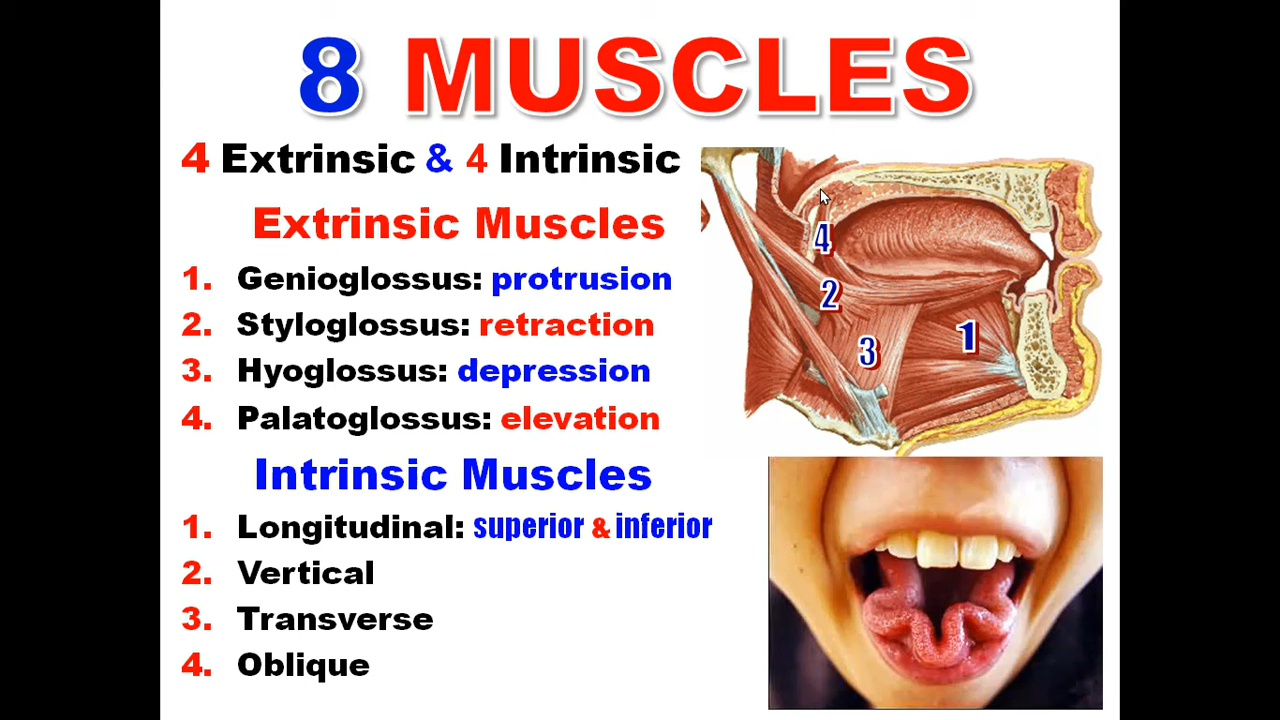 8 MUSCLES
4 Extrinsic & 4 Intrinsic
Extrinsic Muscles
1. Genioglossus: protrusion
2. Styloglossus: retraction
3. Hyoglossus: depression
4. Palatoglossus: elevation
Intrinsic Muscles
1. Longitudinal: superior & inferior
2. Vertical
3. Transverse
4. Oblique
4
2
3
1